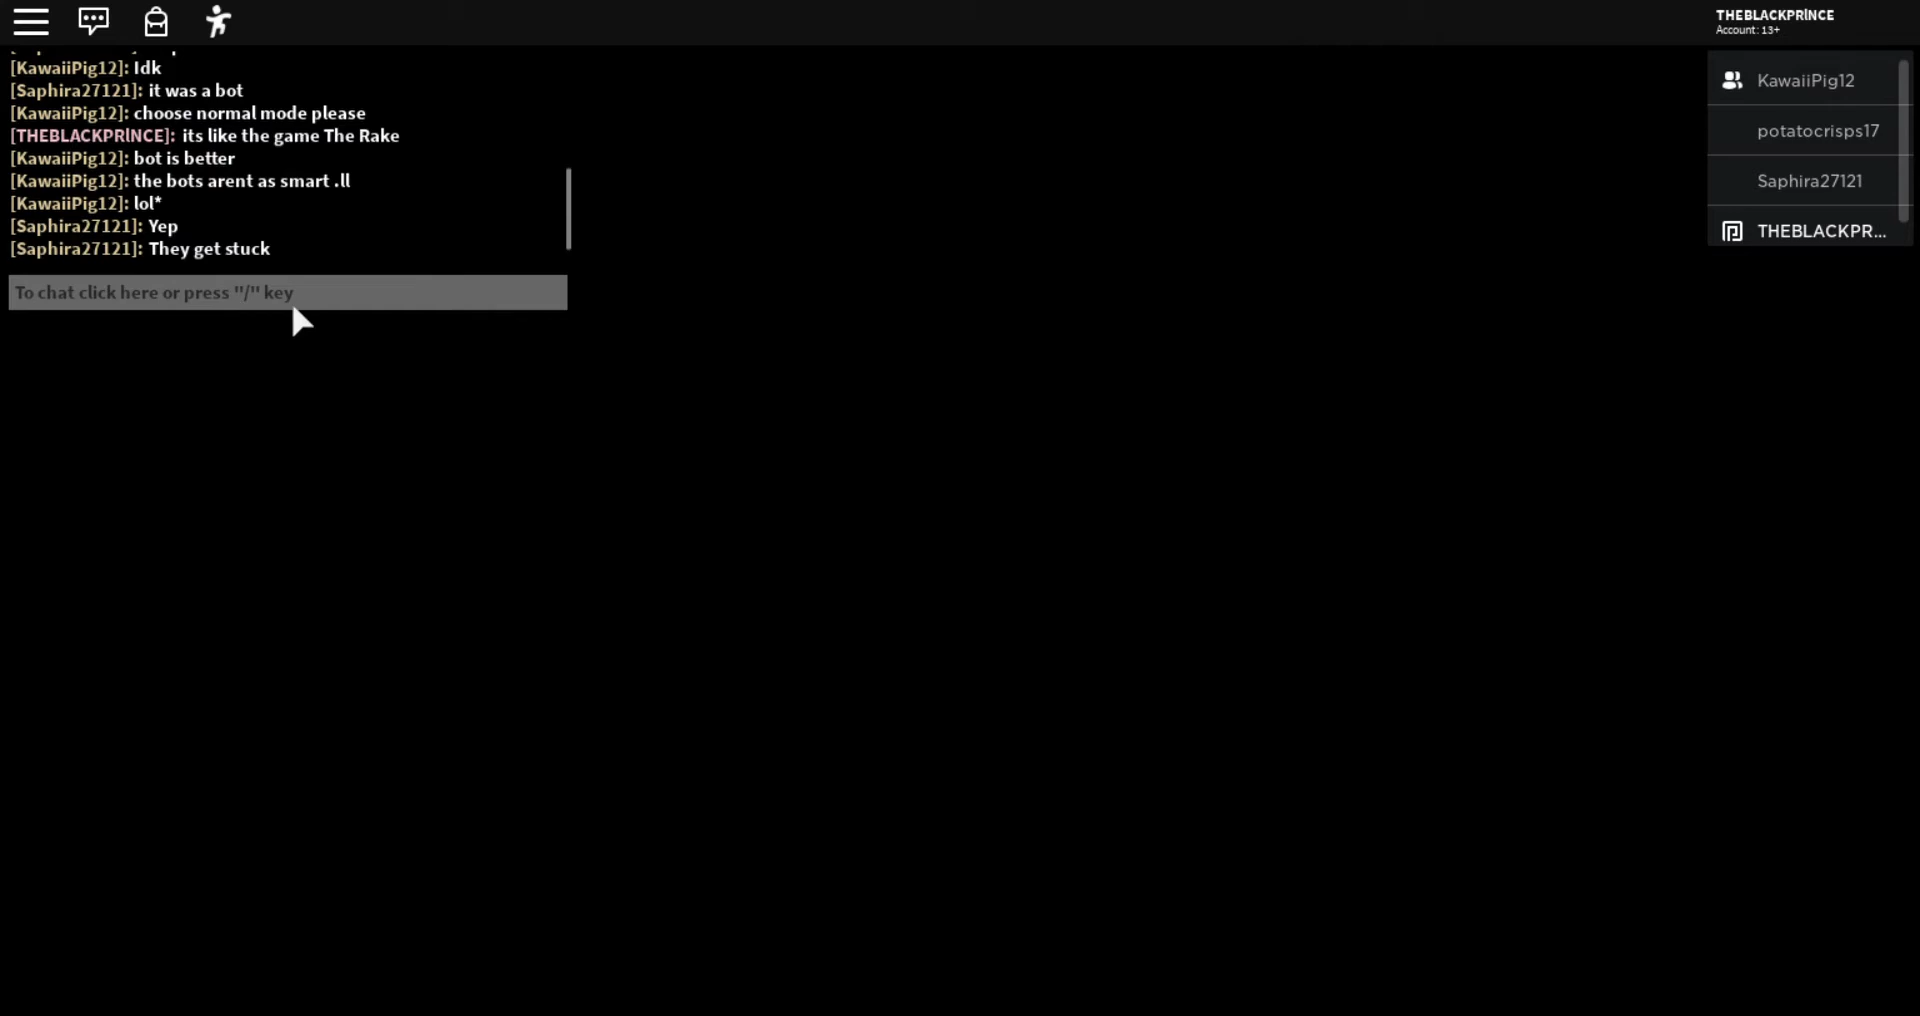 THEBLACKPRlNCE
Account: 13+
[KawaiiPig12]: Idk
[Saphira27121]: it was a bot
[KawaiiPig12]: choose normal mode please
[THEBLACKPRlNCE]: its like the game The Rake
[KawaiiPig12]: bot is better
[KawaiiPig12]: the bots arent as smart .ll
[KawaiiPig12]: lol*
[Saphira27121]: Yep
[Saphira27121]: They get stuck
To chat click here or press "/" key
KawaiiPig12
potatocrisps17
Saphira27121
THEBLACKPR...